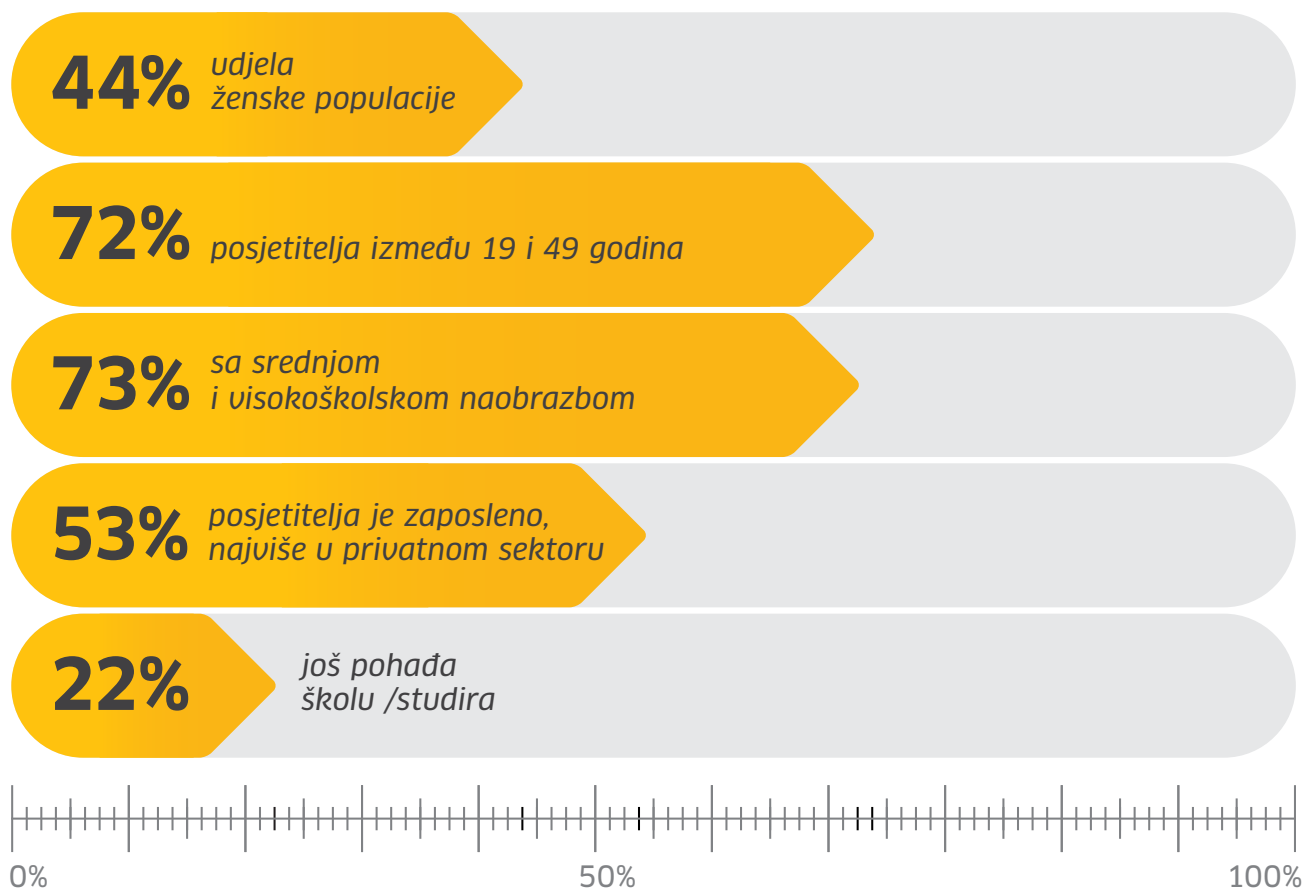 44%
udjela
ženske populacije
72%
posjetitelja između 19 i 49 godina
73%
sa srednjom
i visokoškolskom naobrazbom
53%
posjetitelja je zaposleno,
najviše u privatnom sektoru
22%
još pohađa
školu /studira
0% 50% 100%